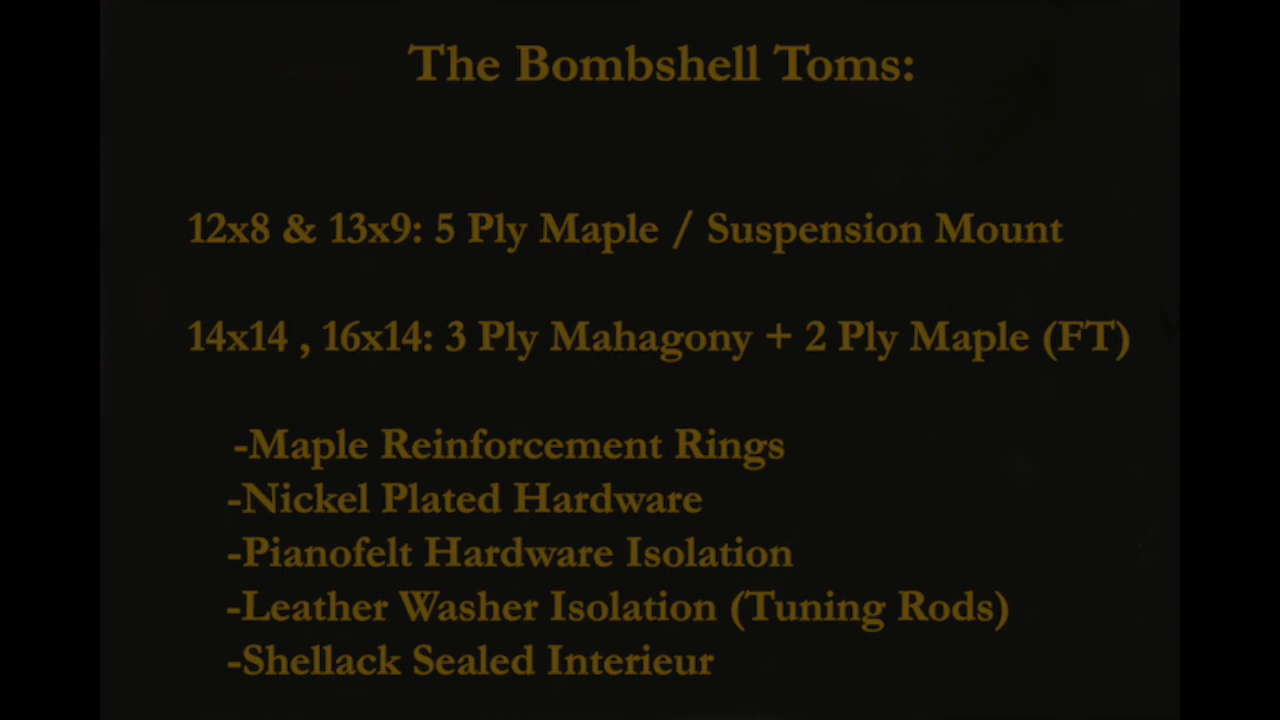 The Bombshell Toms:
12x8 & 13x9: 5 Ply Maple / Suspension Mount
14x14 , 16x14: 3 Ply Mahagony + 2 Ply Maple (FT)
-Maple Reinforcement Rings
-Nickel Plated Hardware
-Pianofelt Hardware Isolation
-Leather Washer Isolation (Tuning Rods)
-Shellack Sealed Interieur